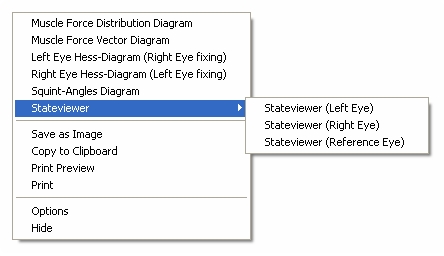 Muscle Force Distribution Diagram
Muscle Force Vector Diagram
Left Eye Hess-Diagram (Right Eye fixing)
Right Eye Hess-Diagram (Left Eye fixing)
Squint-Angles Diagram
Stateviewer
Stateviewer (Left Eye)
Stateviewer (Right Eye)
Stateviewer (Reference Eye)
Save as Image
Copy to Clipboard
Print Preview
Print
Options
Hide